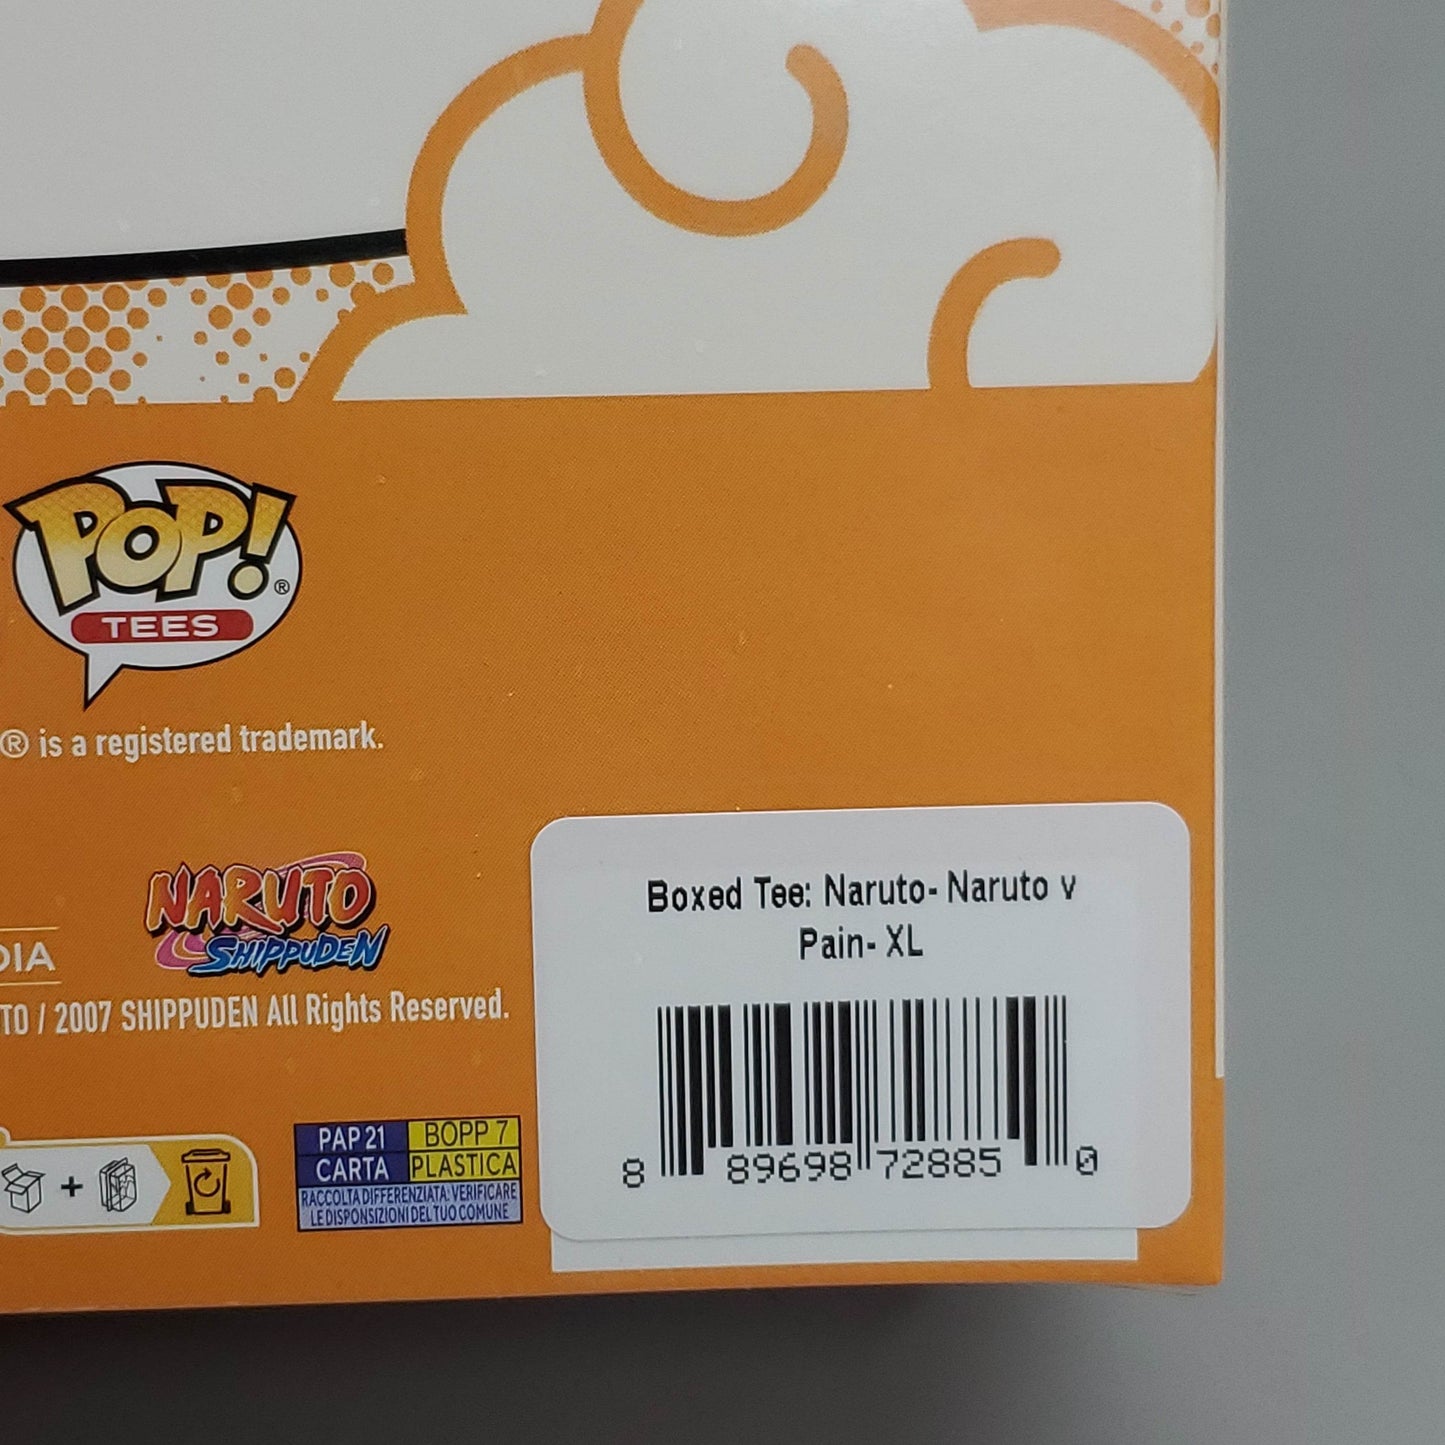 POP!®
TEES
® is a registered trademark.
NARUTO
SHIPPUDEN
DIA
TO / 2007 SHIPPUDEN All Rights Reserved.
Boxed Tee: Naruto- Naruto v
Pain- XL
8 89698 72885 0
PAP 21 BOPP 7
CARTA PLASTICA
RACCOLTA DIFFERENZIATA: VERIFICARE
LE DISPONSIZIONI DEL TUO COMUNE
+